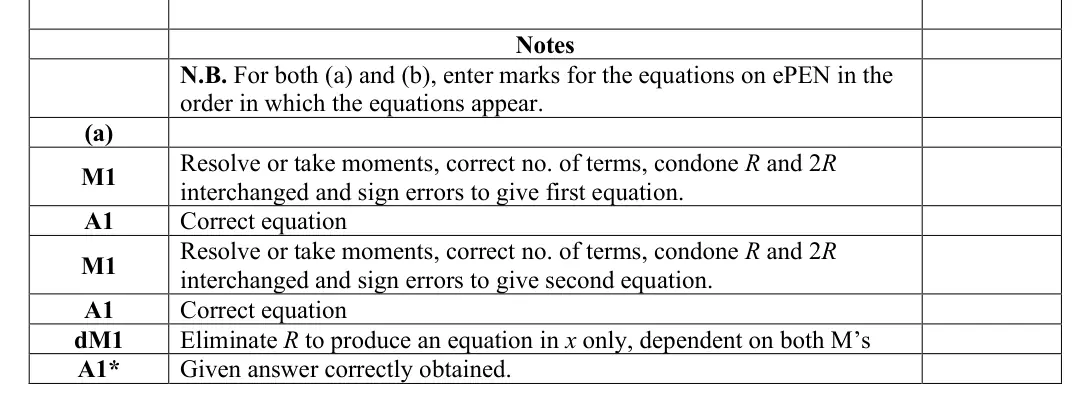 Notes
N.B. For both (a) and (b), enter marks for the equations on ePEN in the
order in which the equations appear.
(a)
M1 Resolve or take moments, correct no. of terms, condone R and 2R
interchanged and sign errors to give first equation.
A1 Correct equation
M1 Resolve or take moments, correct no. of terms, condone R and 2R
interchanged and sign errors to give second equation.
A1 Correct equation
dM1 Eliminate R to produce an equation in x only, dependent on both M’s
A1* Given answer correctly obtained.